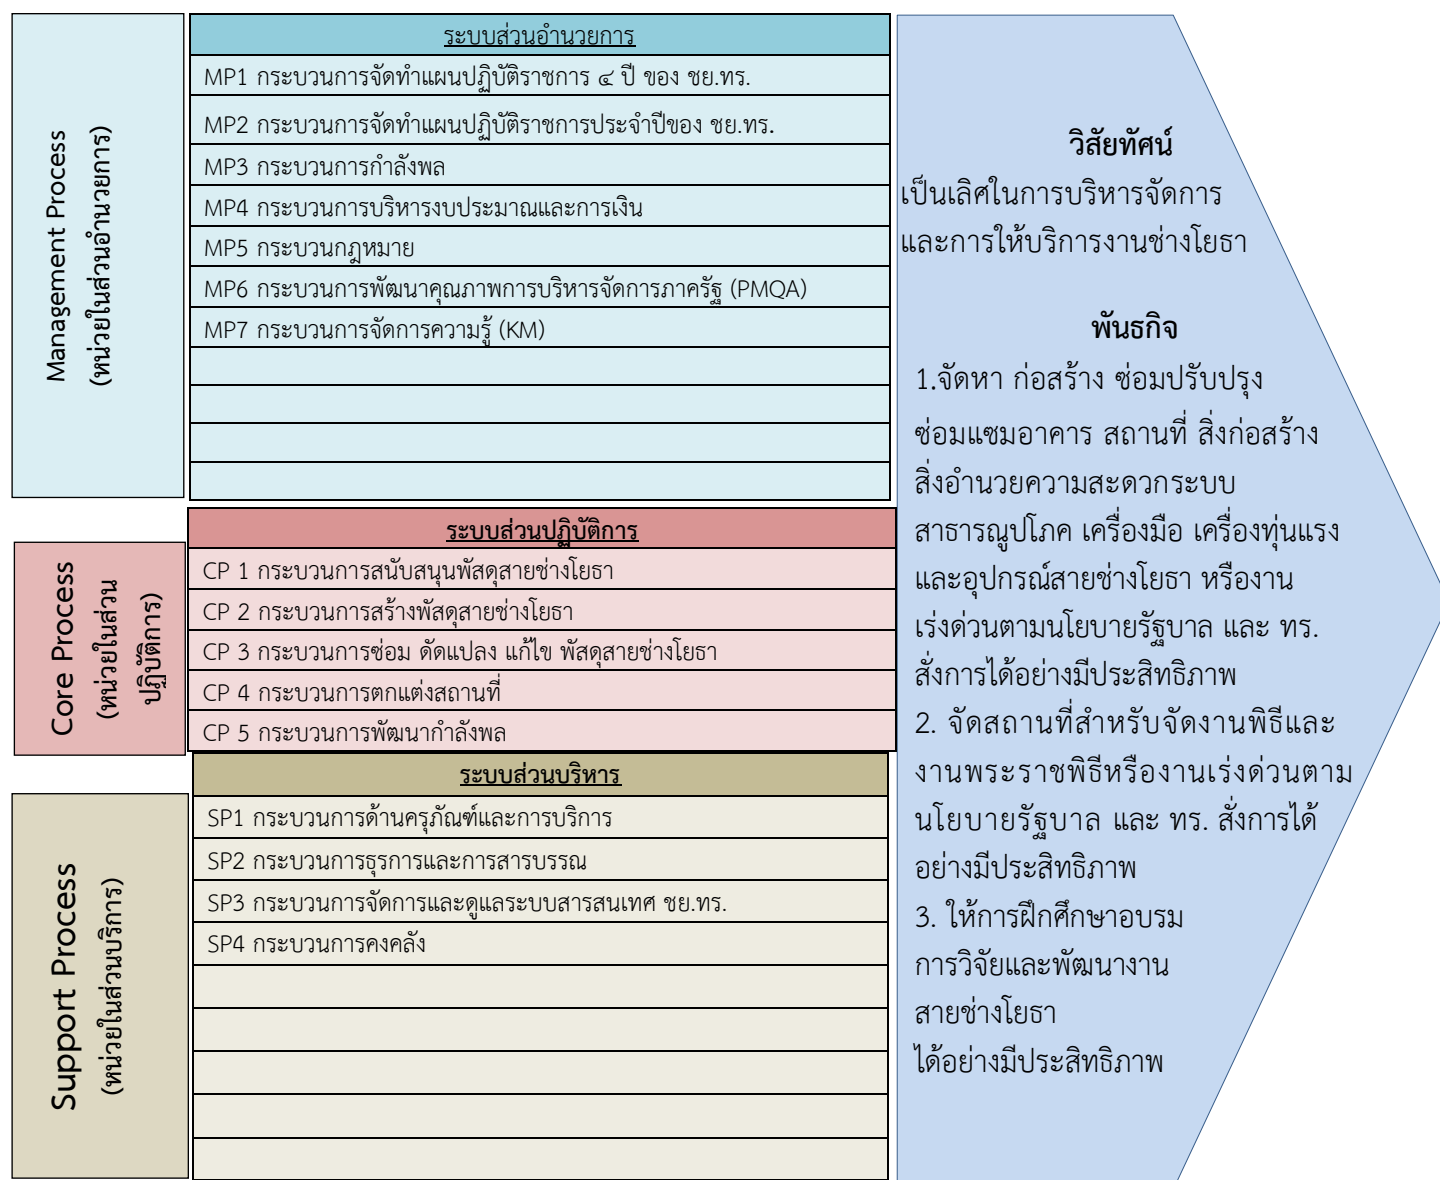 Management Process
(หน่วยในส่วนอำนวยการ)
ระบบส่วนอำนวยการ
MP1 กระบวนการจัดทำแผนปฏิบัติราชการ ๔ ปี ของ ชย.ทร.
MP2 กระบวนการจัดทำแผนปฏิบัติราชการประจำปีของ ชย.ทร.
MP3 กระบวนการกำลังพล
MP4 กระบวนการบริหารงบประมาณและการเงิน
MP5 กระบวนกฎหมาย
MP6 กระบวนการพัฒนาคุณภาพการบริหารจัดการภาครัฐ (PMQA)
MP7 กระบวนการจัดการความรู้ (KM)
Core Process
(หน่วยในส่วน
ปฏิบัติการ)
ระบบส่วนปฏิบัติการ
CP 1 กระบวนการสนับสนุนพัสดุสายช่างโยธา
CP 2 กระบวนการสร้างพัสดุสายช่างโยธา
CP 3 กระบวนการซ่อม ดัดแปลง แก้ไข พัสดุสายช่างโยธา
CP 4 กระบวนการตกแต่งสถานที่
CP 5 กระบวนการพัฒนากำลังพล
Support Process
(หน่วยในส่วนบริการ)
ระบบส่วนบริหาร
SP1 กระบวนการด้านครุภัณฑ์และการบริการ
SP2 กระบวนการธุรการและการสารบรรณ
SP3 กระบวนการจัดการและดูแลระบบสารสนเทศ ชย.ทร.
SP4 กระบวนการคงคลัง
วิสัยทัศน์
เป็นเลิศในการบริหารจัดการ
และการให้บริการงานช่างโยธา
พันธกิจ
1.จัดหา ก่อสร้าง ซ่อมปรับปรุง
ซ่อมแซมอาคาร สถานที่ สิ่งก่อสร้าง
สิ่งอำนวยความสะดวกระบบ
สาธารณูปโภค เครื่องมือ เครื่องทุ่นแรง
และอุปกรณ์สายช่างโยธา หรืองาน
เร่งด่วนตามนโยบายรัฐบาล และ ทร.
สั่งการได้อย่างมีประสิทธิภาพ
2. จัดสถานที่สำหรับจัดงานพิธีและ
งานพระราชพิธีหรืองานเร่งด่วนตาม
นโยบายรัฐบาล และ ทร. สั่งการได้
อย่างมีประสิทธิภาพ
3. ให้การฝึกศึกษาอบรม
การวิจัยและพัฒนางาน
สายช่างโยธา
ได้อย่างมีประสิทธิภาพ